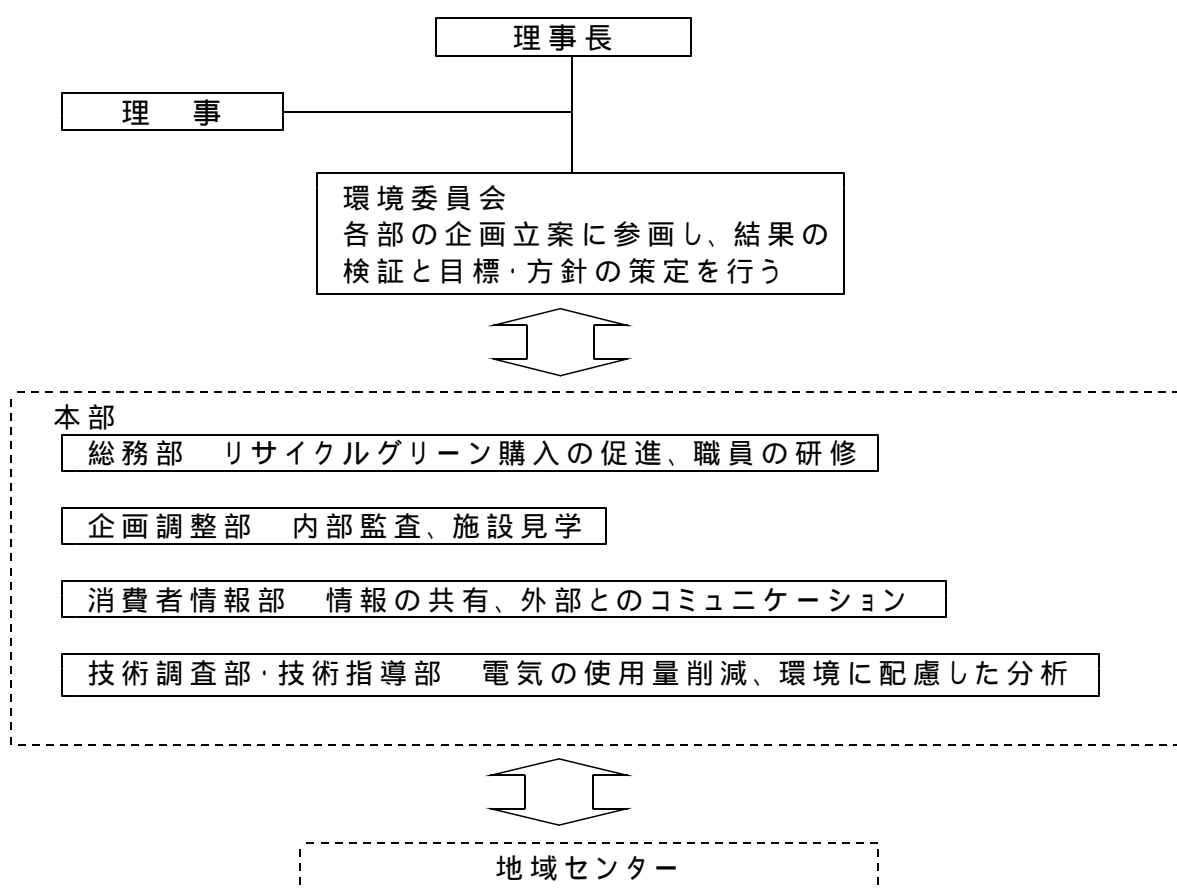 理事長
理　事
環境委員会
各部の企画立案に参画し、結果の
検証と目標・方針の策定を行う
本部
総務部　リサイクルグリーン購入の促進、職員の研修
企画調整部　内部監査、施設見学
消費者情報部　情報の共有、外部とのコミュニケーション
技術調査部・技術指導部　電気の使用量削減、環境に配慮した分析
地域センター